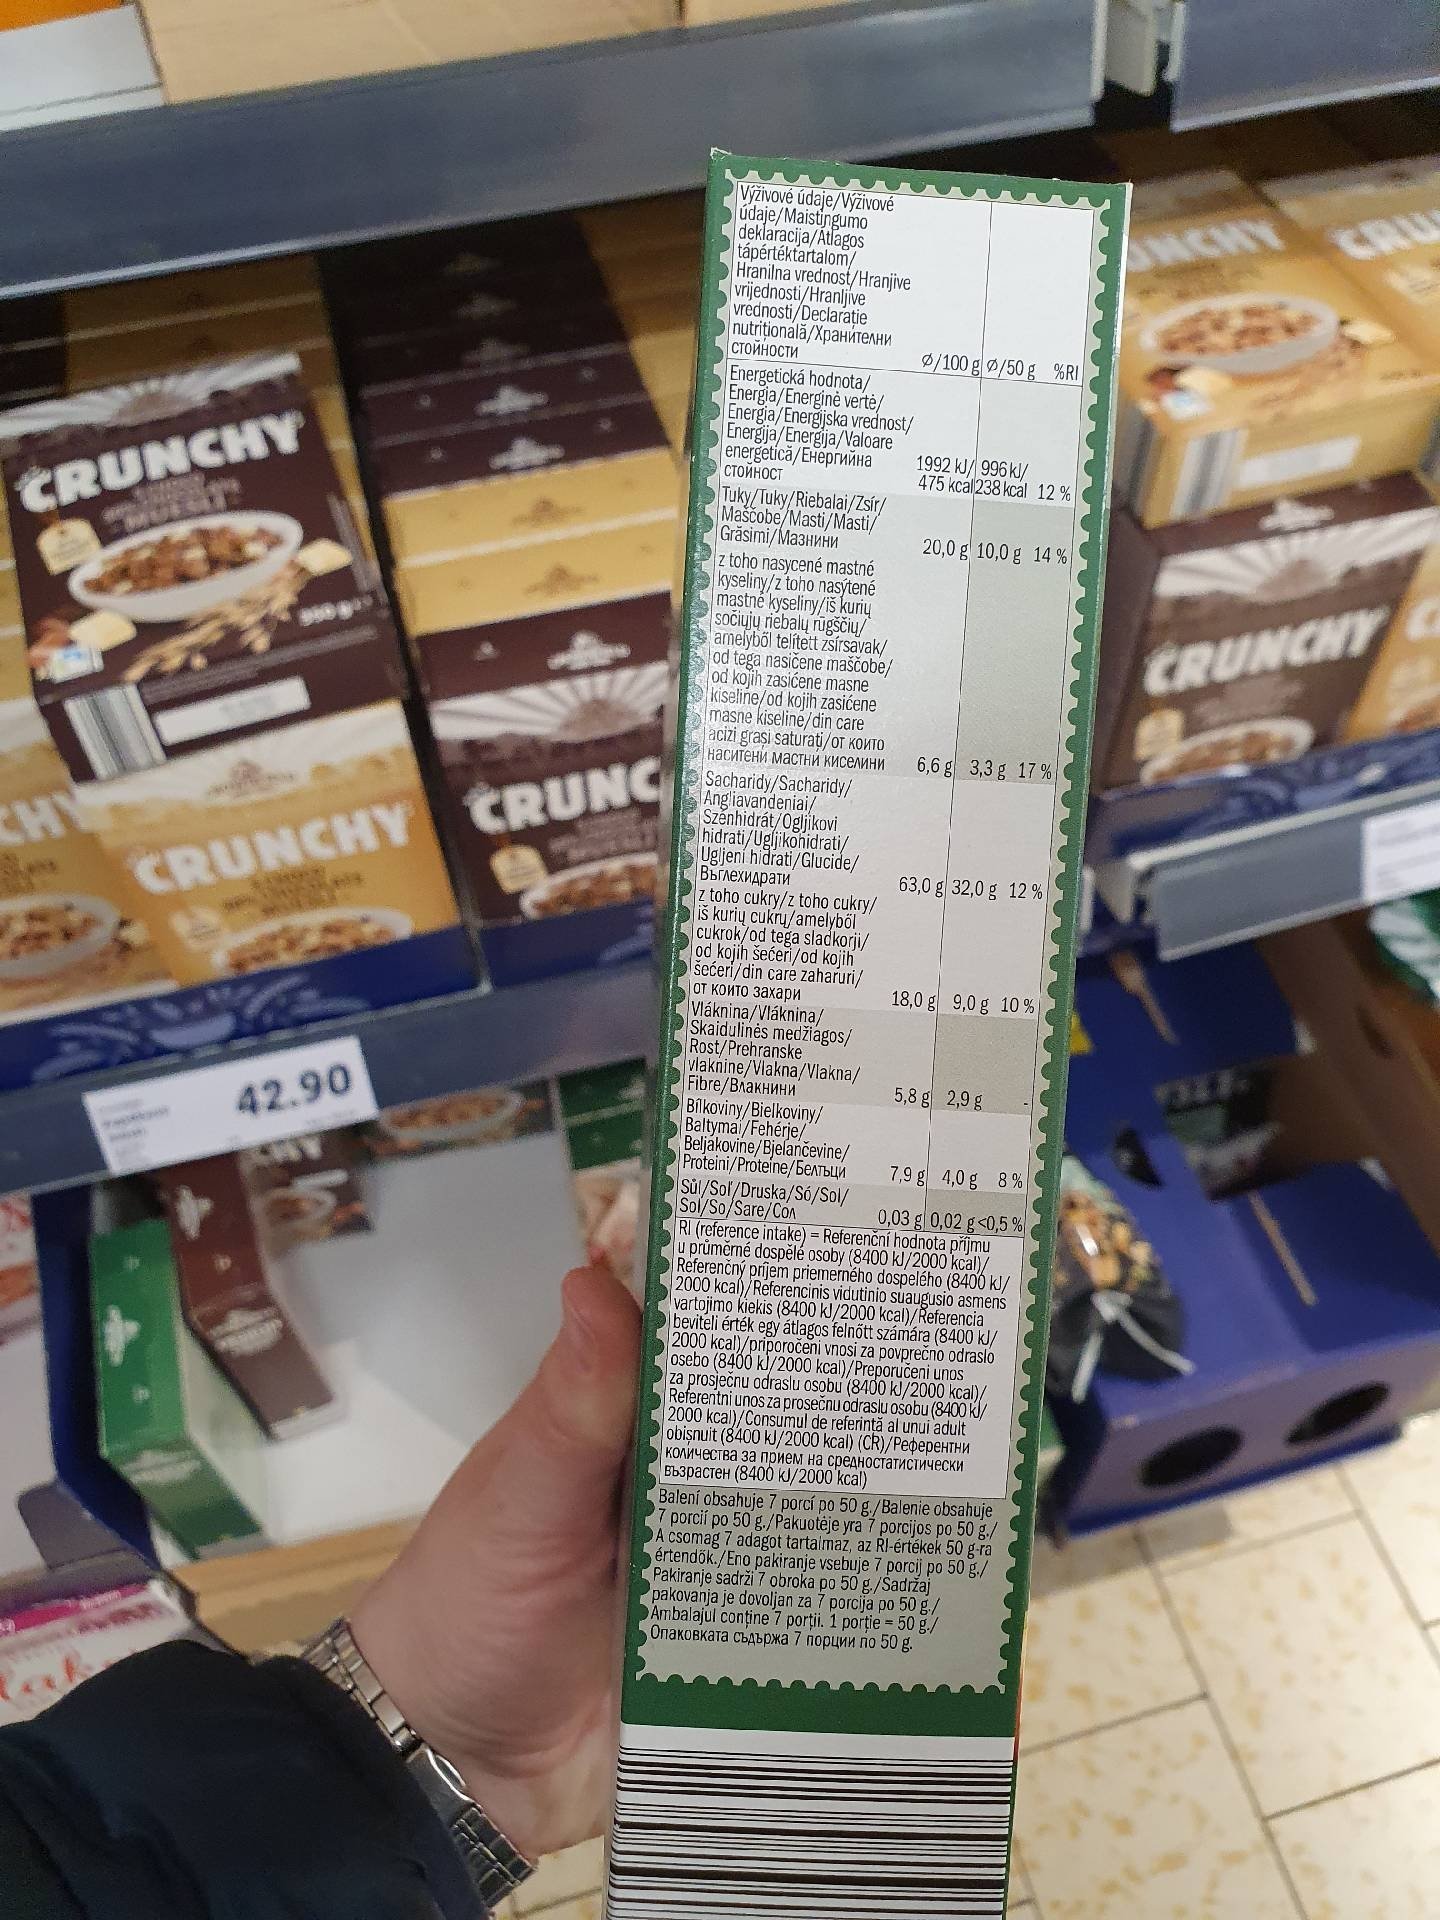 Výživové údaje/Výživové
údaje/Maistingumo
deklaracija/Átlagos
tápértéktartalom/
Hranilna vrednost/Hranjive
vrijednosti/Hranljive
vrednosti/Declarație
nutrițională/Хранителни
стойности
Ø/100 g Ø/50 g %RI
Energetická hodnota/
Energia/Energinė vertė/
Energia/Energijska vrednost/
Energija/Energija/Valoare
energetică/Енергийна
стойност
1992 kJ/ 996 kJ/
475 kcal 238 kcal 12 %
Tuky/Tuky/Riebalai/Zsír/
Maščobe/Masti/Masti/
Grăsimi/Мазнини
20,0 g 10,0 g 14 %
z toho nasycené mastné
kyseliny/z toho nasýtené
mastné kyseliny/iš kurių
sočiųjų riebalų rūgščių/
amelyből telített zsírsavak/
od tega nasičene maščobe/
od kojih zasićene masne
kiseline/od kojih zasićene
masne kiseline/din care
acizi grași saturați/от които
наситени мастни киселини
6,6 g 3,3 g 17 %
Sacharidy/Sacharidy/
Angliavandeniai/
Szénhidrát/Ogljikovi
hidrati/Ugljikohidrati/
Ugljeni hidrati/Glucide/
Въглехидрати
63,0 g 32,0 g 12 %
z toho cukry/z toho cukry/
iš kurių cukrų/amelyből
cukrok/od tega sladkorji/
od kojih šećeri/od kojih
šećeri/din care zaharuri/
от които захари
18,0 g 9,0 g 10 %
Vláknina/Vláknina/
Skaidulinės medžiagos/
Rost/Prehranske
vlaknine/Vlakna/Vlakna/
Fibre/Влакнини
5,8 g 2,9 g -
Bílkoviny/Bielkoviny/
Baltymai/Fehérje/
Beljakovine/Bjelančevine/
Proteini/Proteine/Белтъци
7,9 g 4,0 g 8 %
Sůl/Soľ/Druska/Só/Sol/
Sol/So/Sare/Сол
0,03 g 0,02 g <0,5 %
RI (reference intake) = Referenční hodnota příjmu
u průměrné dospělé osoby (8400 kJ/2000 kcal)/
Referenčný príjem priemerného dospelého (8400 kJ/
2000 kcal)/Referencinis vidutinio suaugusio asmens
vartojimo kiekis (8400 kJ/2000 kcal)/Referencia
beviteli érték egy átlagos felnőtt számára (8400 kJ/
2000 kcal)/priporočeni vnosi za povprečno odraslo
osebo (8400 kJ/2000 kcal)/Preporučeni unos
za prosječnu odraslu osobu (8400 kJ/2000 kcal)/
Referentni unos za prosečnu odraslu osobu (8400 kJ/
2000 kcal)/Consumul de referință al unui adult
obișnuit (8400 kJ/2000 kcal) (CR)/Референтни
количества за прием на средностатистически
възрастен (8400 kJ/2000 kcal)
Balení obsahuje 7 porcí po 50 g./Balenie obsahuje
7 porcií po 50 g./Pakuotėje yra 7 porcijos po 50 g./
A csomag 7 adagot tartalmaz, az RI-értékek 50 g-ra
értendők./Eno pakiranje vsebuje 7 porcij po 50 g./
Pakiranje sadrži 7 obroka po 50 g./Sadržaj
pakovanja je dovoljan za 7 porcija po 50 g./
Ambalajul conține 7 porții. 1 porție = 50 g./
Опаковката съдържа 7 порции по 50 g.
CRUNCHY
MUESLI
350 g
CRUNCHY
CRUNC
CRUNCHY
42.90